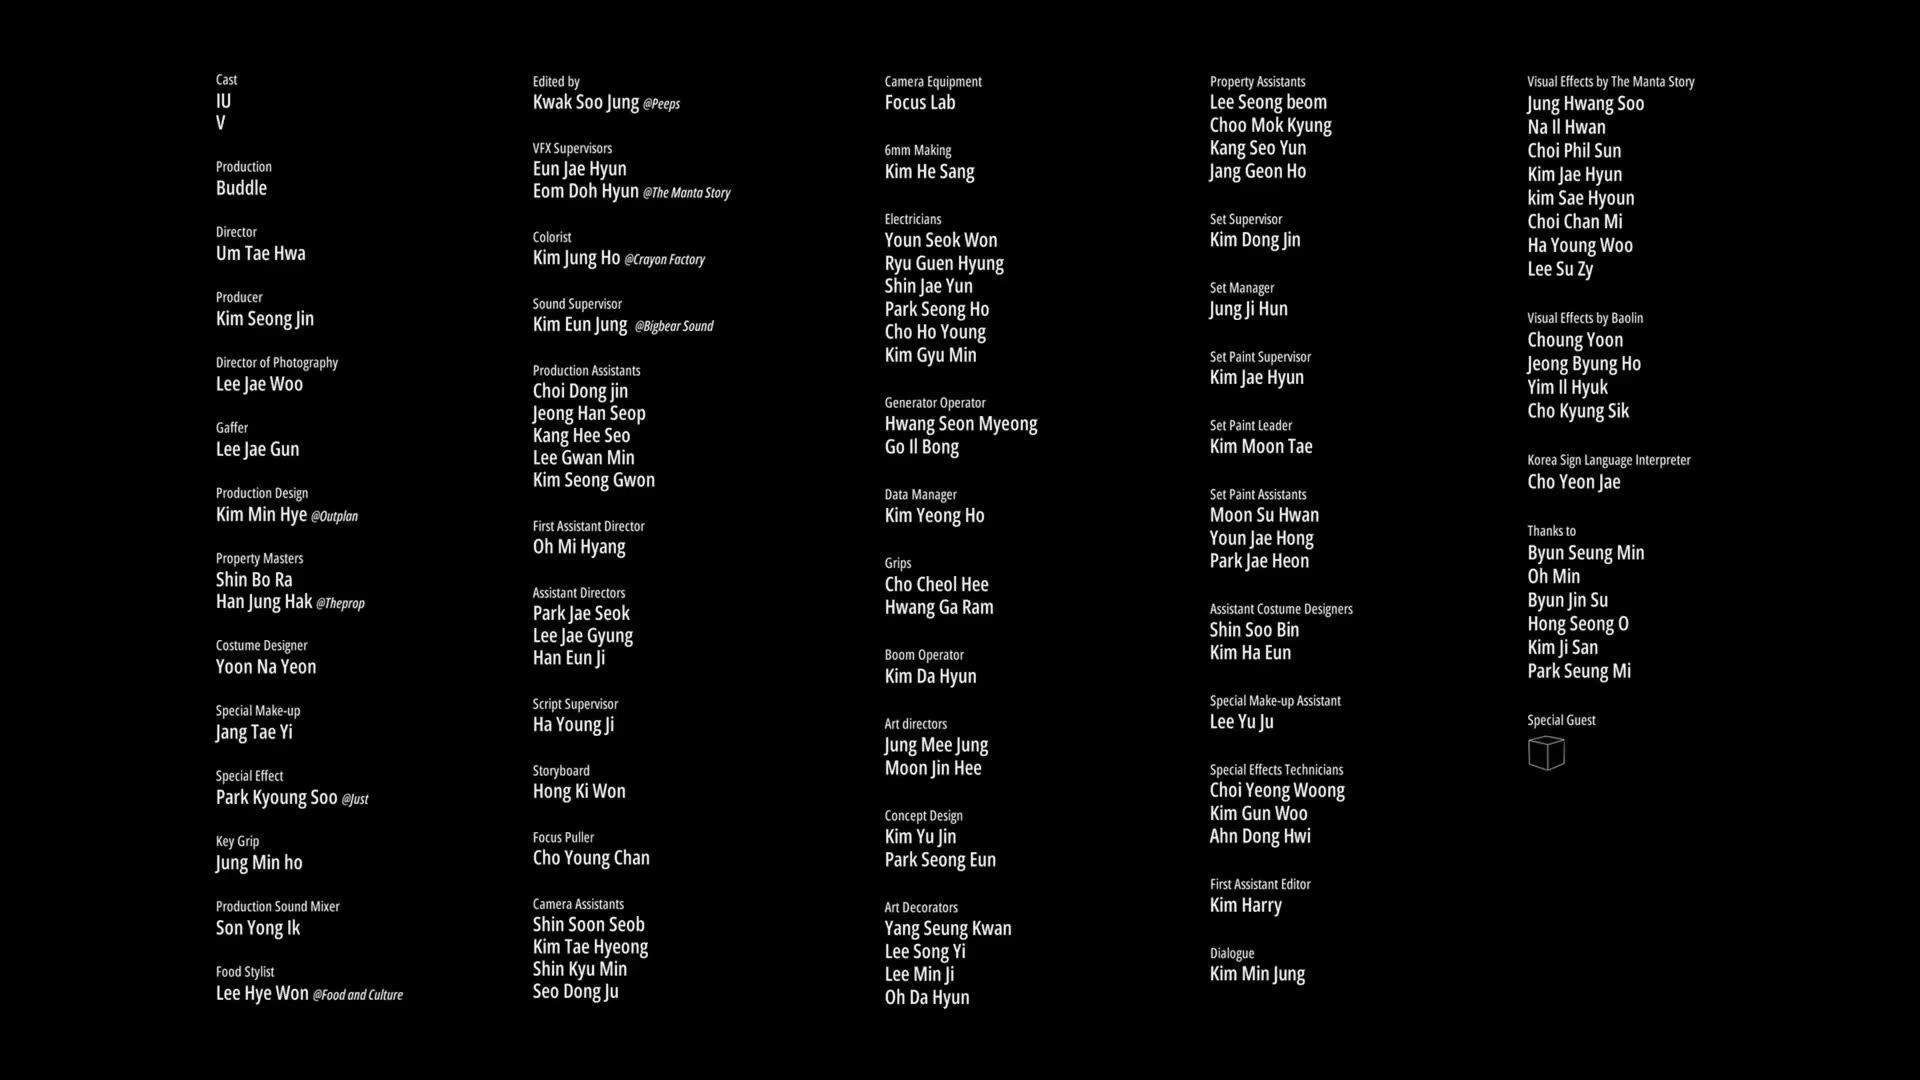 Cast
IU
V
Production
Buddle
Director
Um Tae Hwa
Producer
Kim Seong Jin
Director of Photography
Lee Jae Woo
Gaffer
Lee Jae Gun
Production Design
Kim Min Hye @Outplan
Property Masters
Shin Bo Ra
Han Jung Hak @Theprop
Costume Designer
Yoon Na Yeon
Special Make-up
Jang Tae Yi
Special Effect
Park Kyoung Soo @Just
Key Grip
Jung Min ho
Production Sound Mixer
Son Yong Ik
Food Stylist
Lee Hye Won @Food and Culture
Edited by
Kwak Soo Jung @Peeps
VFX Supervisors
Eun Jae Hyun
Eom Doh Hyun @The Manta Story
Colorist
Kim Jung Ho @Crayon Factory
Sound Supervisor
Kim Eun Jung @Bigbear Sound
Production Assistants
Choi Dong jin
Jeong Han Seop
Kang Hee Seo
Lee Gwan Min
Kim Seong Gwon
First Assistant Director
Oh Mi Hyang
Assistant Directors
Park Jae Seok
Lee Jae Gyung
Han Eun Ji
Script Supervisor
Ha Young Ji
Storyboard
Hong Ki Won
Focus Puller
Cho Young Chan
Camera Assistants
Shin Soon Seob
Kim Tae Hyeong
Shin Kyu Min
Seo Dong Ju
Camera Equipment
Focus Lab
6mm Making
Kim He Sang
Electricians
Youn Seok Won
Ryu Guen Hyung
Shin Jae Yun
Park Seong Ho
Cho Ho Young
Kim Gyu Min
Generator Operator
Hwang Seon Myeong
Go Il Bong
Data Manager
Kim Yeong Ho
Grips
Cho Cheol Hee
Hwang Ga Ram
Boom Operator
Kim Da Hyun
Art directors
Jung Mee Jung
Moon Jin Hee
Concept Design
Kim Yu Jin
Park Seong Eun
Art Decorators
Yang Seung Kwan
Lee Song Yi
Lee Min Ji
Oh Da Hyun
Property Assistants
Lee Seong beom
Choo Mok Kyung
Kang Seo Yun
Jang Geon Ho
Set Supervisor
Kim Dong Jin
Set Manager
Jung Ji Hun
Set Paint Supervisor
Kim Jae Hyun
Set Paint Leader
Kim Moon Tae
Set Paint Assistants
Moon Su Hwan
Youn Jae Hong
Park Jae Heon
Assistant Costume Designers
Shin Soo Bin
Kim Ha Eun
Special Make-up Assistant
Lee Yu Ju
Special Effects Technicians
Choi Yeong Woong
Kim Gun Woo
Ahn Dong Hwi
First Assistant Editor
Kim Harry
Dialogue
Kim Min Jung
Visual Effects by The Manta Story
Jung Hwang Soo
Na Il Hwan
Choi Phil Sun
Kim Jae Hyun
kim Sae Hyoun
Choi Chan Mi
Ha Young Woo
Lee Su Zy
Visual Effects by Baolin
Choung Yoon
Jeong Byung Ho
Yim Il Hyuk
Cho Kyung Sik
Korea Sign Language Interpreter
Cho Yeon Jae
Thanks to
Byun Seung Min
Oh Min
Byun Jin Su
Hong Seong O
Kim Ji San
Park Seung Mi
Special Guest